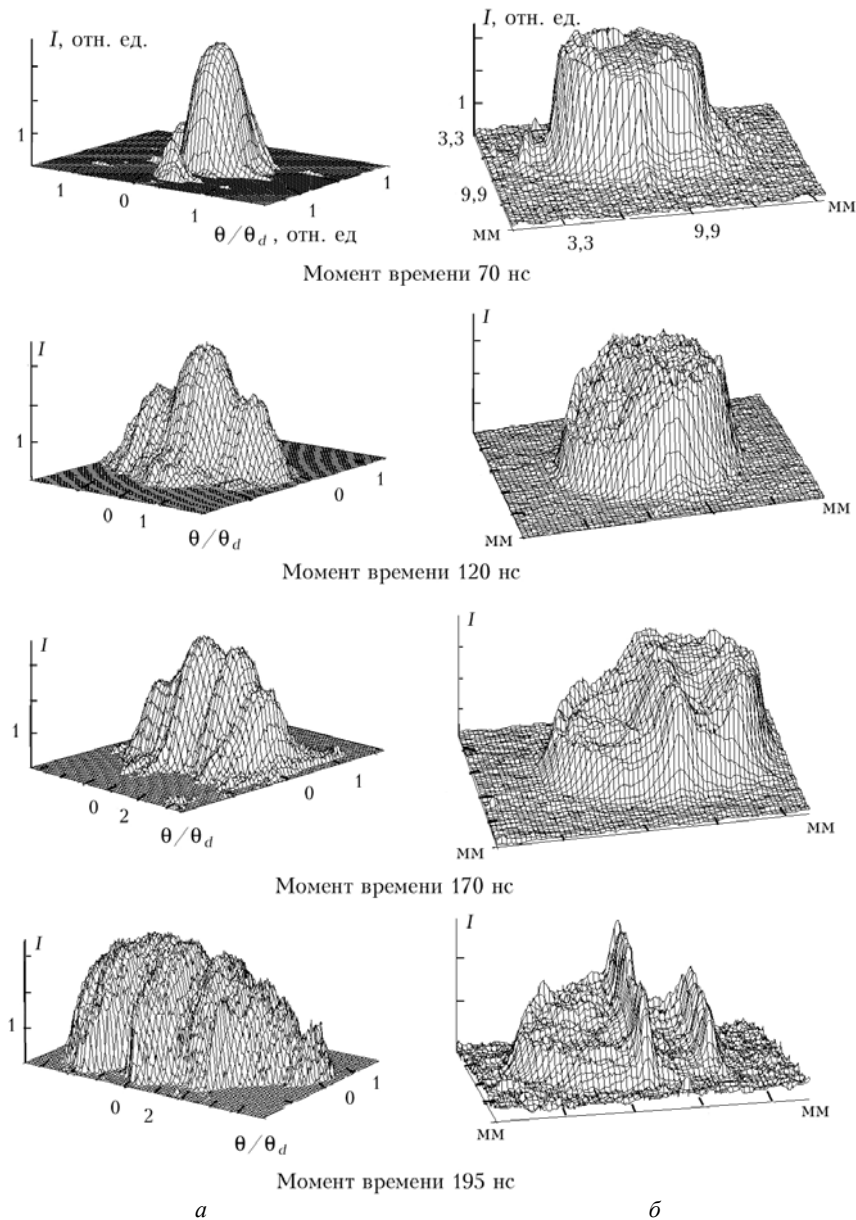 I, отн. ед.
I, отн. ед.
1
1
3,3
9,9
мм
1
0
1
1
1
θ/θd , отн. ед
3,3
9,9
мм
Момент времени 70 нс
I
I
1
0
1
0
1
θ/θd
мм
мм
Момент времени 120 нс
I
I
1
0
2
0
1
θ/θd
мм
мм
Момент времени 170 нс
I
I
1
0
2
0
1
θ/θd
мм
мм
Момент времени 195 нс
а
б